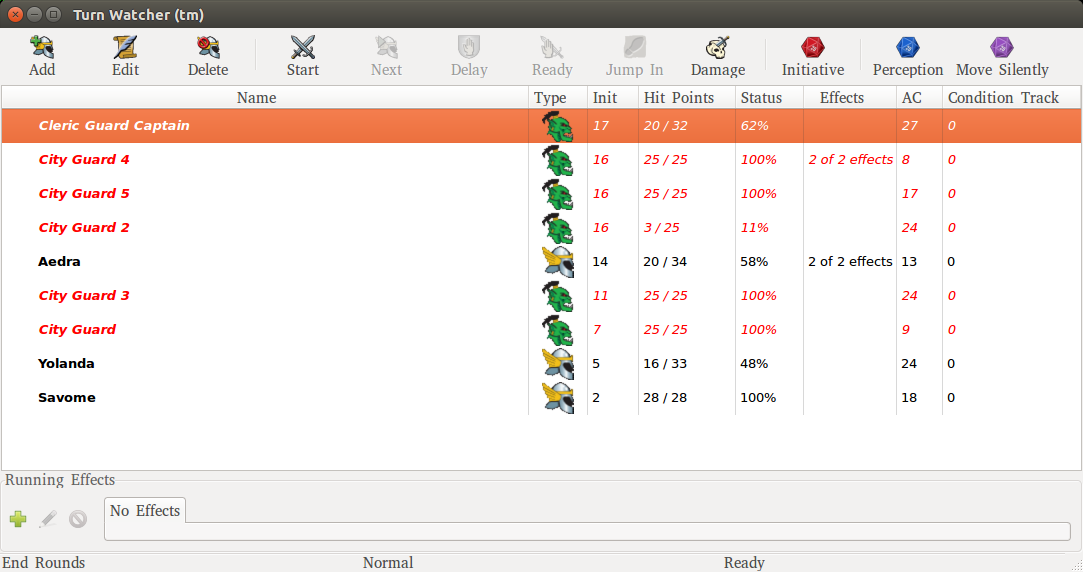 Turn Watcher (tm)
Add Edit Delete Start Next Delay Ready Jump In Damage Initiative Perception Move Silently
Name Type Init Hit Points Status Effects AC Condition Track
Cleric Guard Captain 17 20 / 32 62% 27 0
City Guard 4 16 25 / 25 100% 2 of 2 effects 8 0
City Guard 5 16 25 / 25 100% 17 0
City Guard 2 16 3 / 25 11% 24 0
Aedra 14 20 / 34 58% 2 of 2 effects 13 0
City Guard 3 11 25 / 25 100% 24 0
City Guard 7 25 / 25 100% 9 0
Yolanda 5 16 / 33 48% 24 0
Savome 2 28 / 28 100% 18 0
Running Effects
No Effects
End Rounds Normal Ready